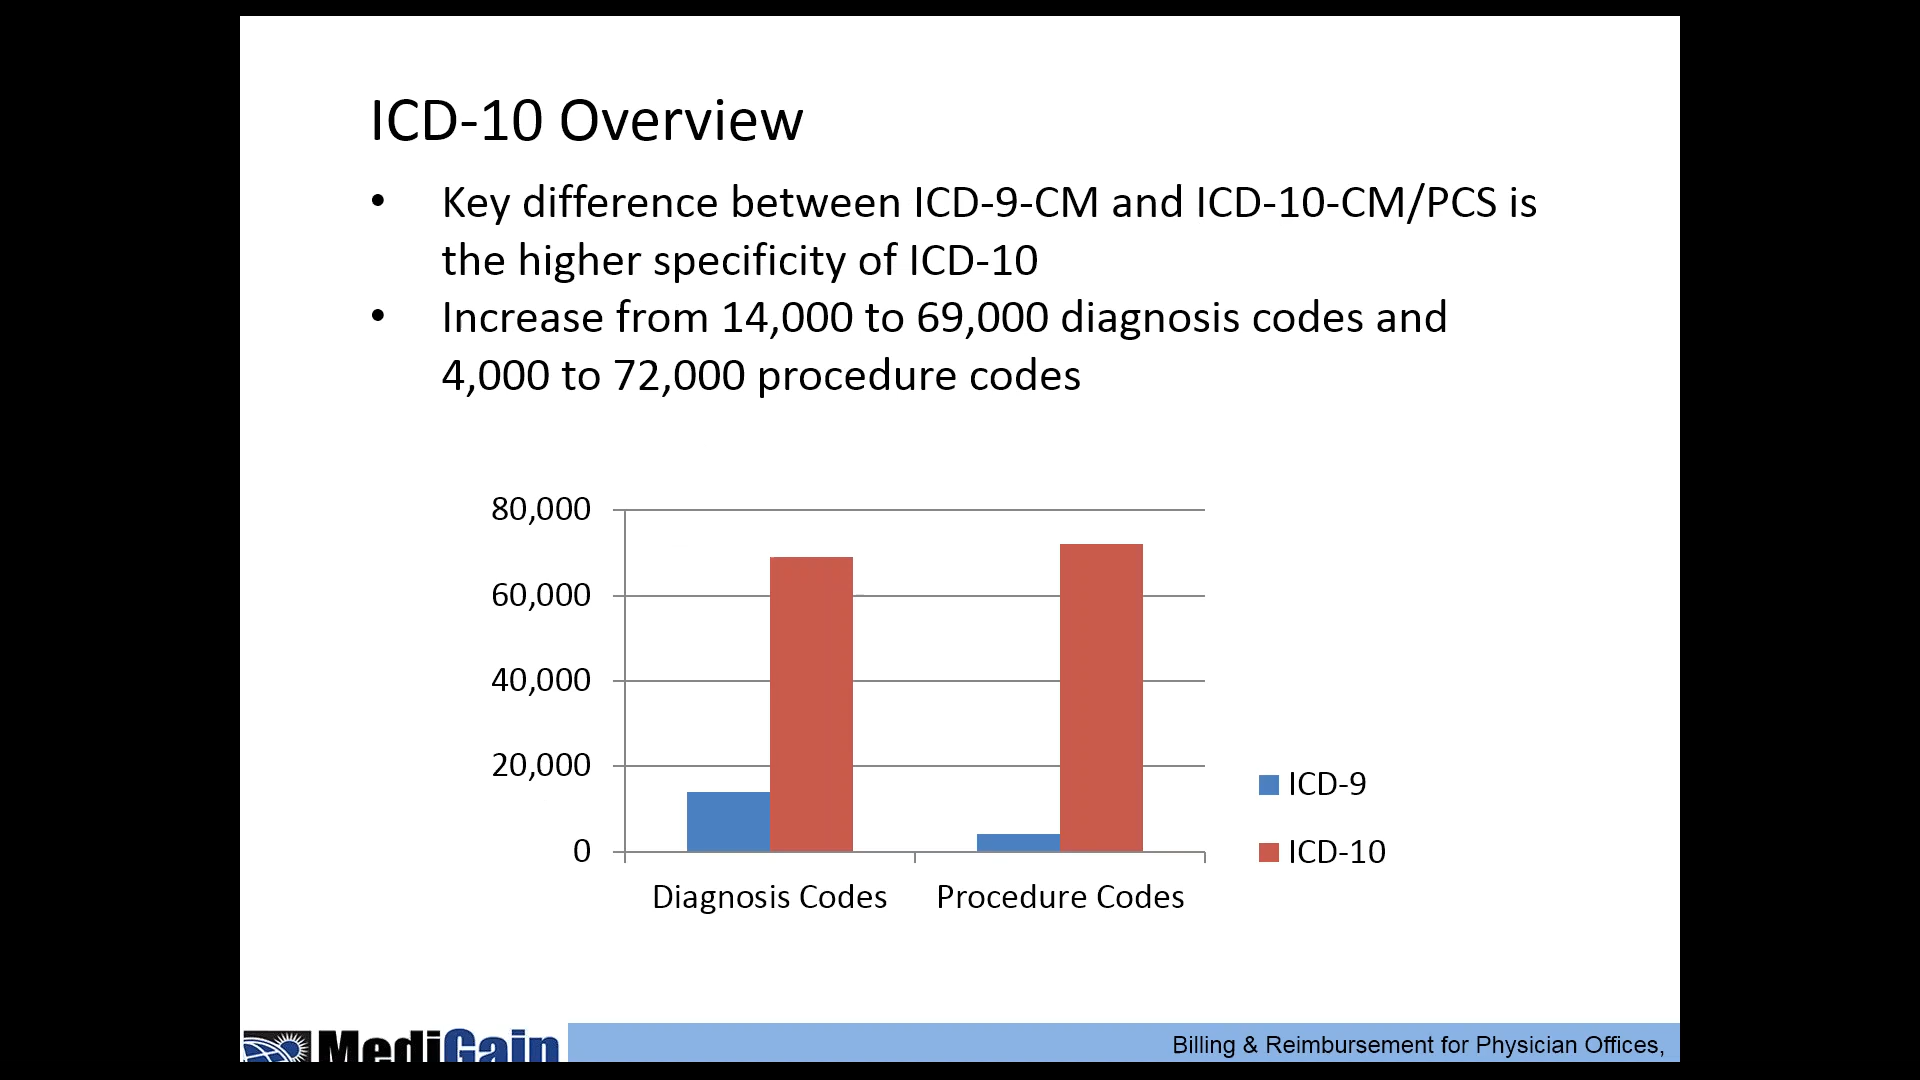 ICD-10 Overview
• Key difference between ICD-9-CM and ICD-10-CM/PCS is
the higher specificity of ICD-10
• Increase from 14,000 to 69,000 diagnosis codes and
4,000 to 72,000 procedure codes
80,000
60,000
40,000
20,000
0
Diagnosis Codes Procedure Codes
ICD-9
ICD-10
MediGain
Billing & Reimbursement for Physician Offices,